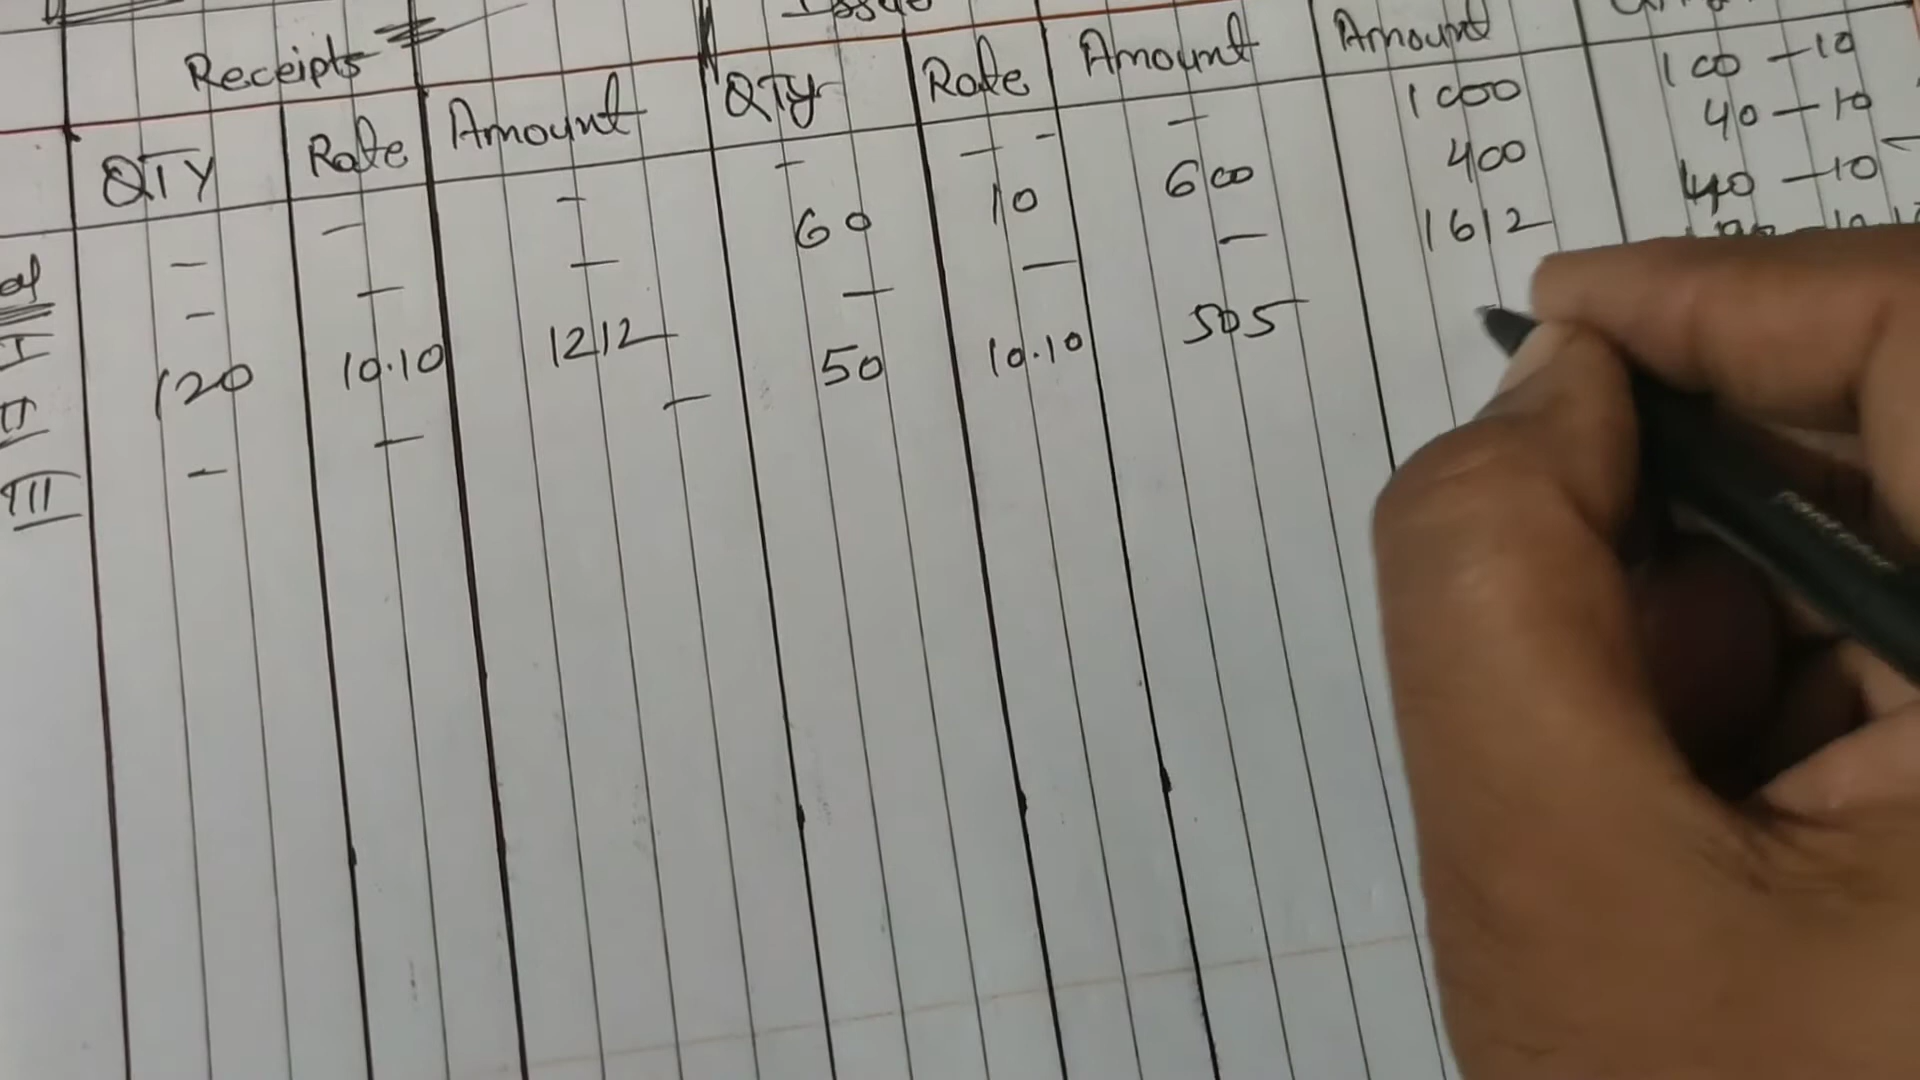 Receipts
QTY Rate Amount QTY Rate Amount Amount
- - - - - - - 1000 100 - 10
- - - 60 10 600 400 40 - 10
120 10.10 1212 - - - 1612 40 - 10
II
III - - - 50 10.10 505